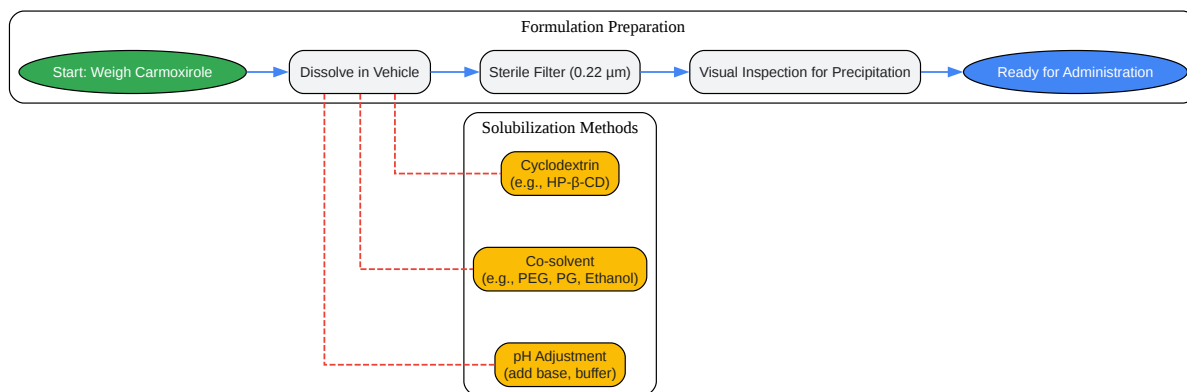 Formulation Preparation
Start: Weigh Carmoxirole
Dissolve in Vehicle
Sterile Filter (0.22 µm)
Visual Inspection for Precipitation
Ready for Administration
Solubilization Methods
Cyclodextrin
(e.g., HP-β-CD)
Co-solvent
(e.g., PEG, PG, Ethanol)
pH Adjustment
(add base, buffer)